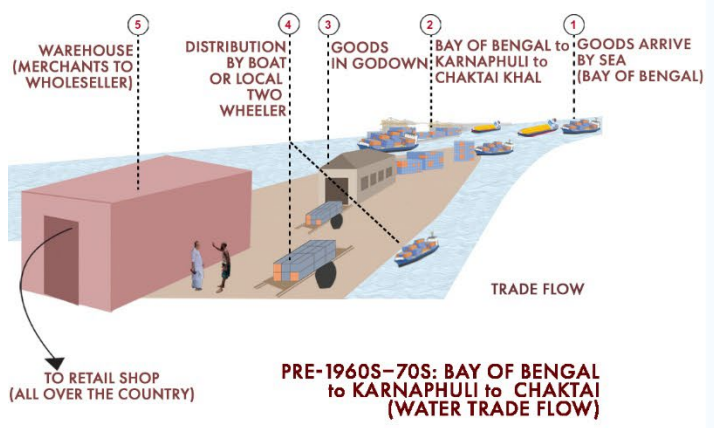 5
WAREHOUSE
(MERCHANTS TO
WHOLESELLER)
4
DISTRIBUTION
BY BOAT
OR LOCAL
TWO
WHEELER
3
GOODS
IN GODOWN
2
BAY OF BENGAL to
KARNAPHULI to
CHAKTAI KHAL
1
GOODS ARRIVE
BY SEA
(BAY OF BENGAL)
TRADE FLOW
TO RETAIL SHOP
(ALL OVER THE COUNTRY)
PRE-1960S–70S: BAY OF BENGAL
to KARNAPHULI to CHAKTAI
(WATER TRADE FLOW)